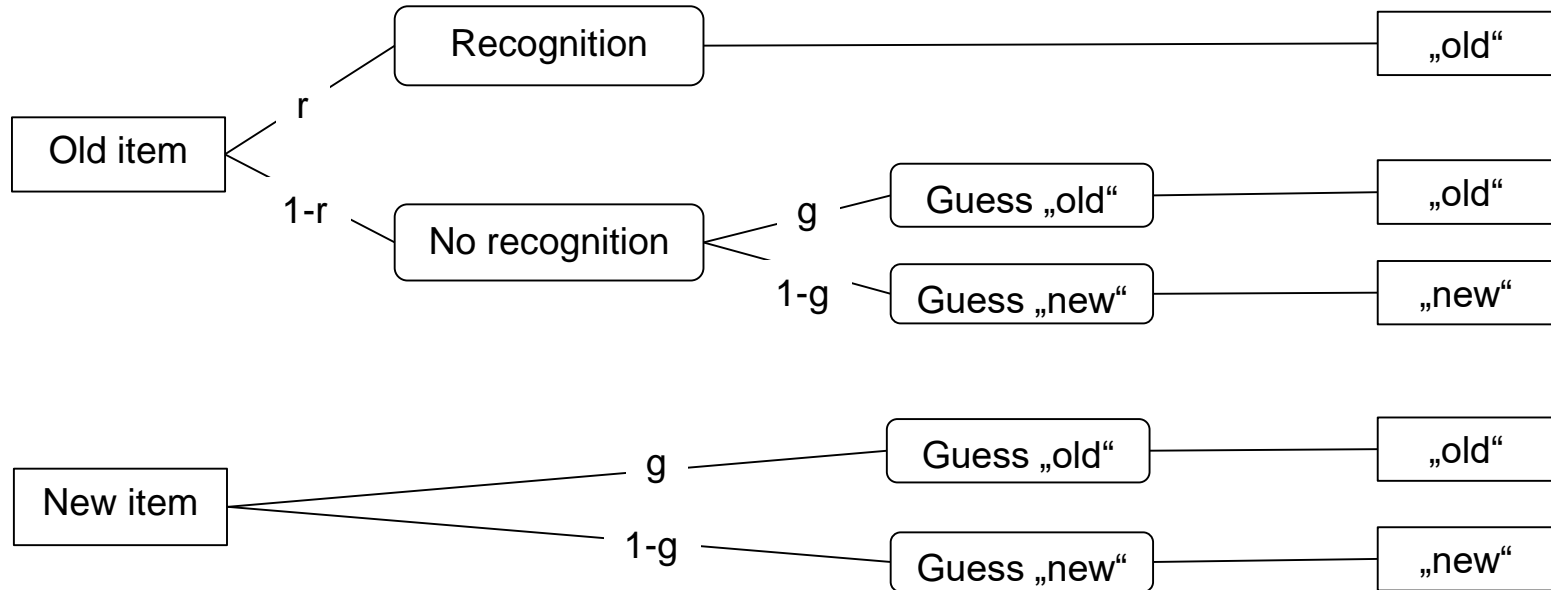 Recognition
„old“
r
Old item
1-r
No recognition
g
Guess „old“
„old“
1-g
Guess „new“
„new“
New item
g
Guess „old“
„old“
1-g
Guess „new“
„new“